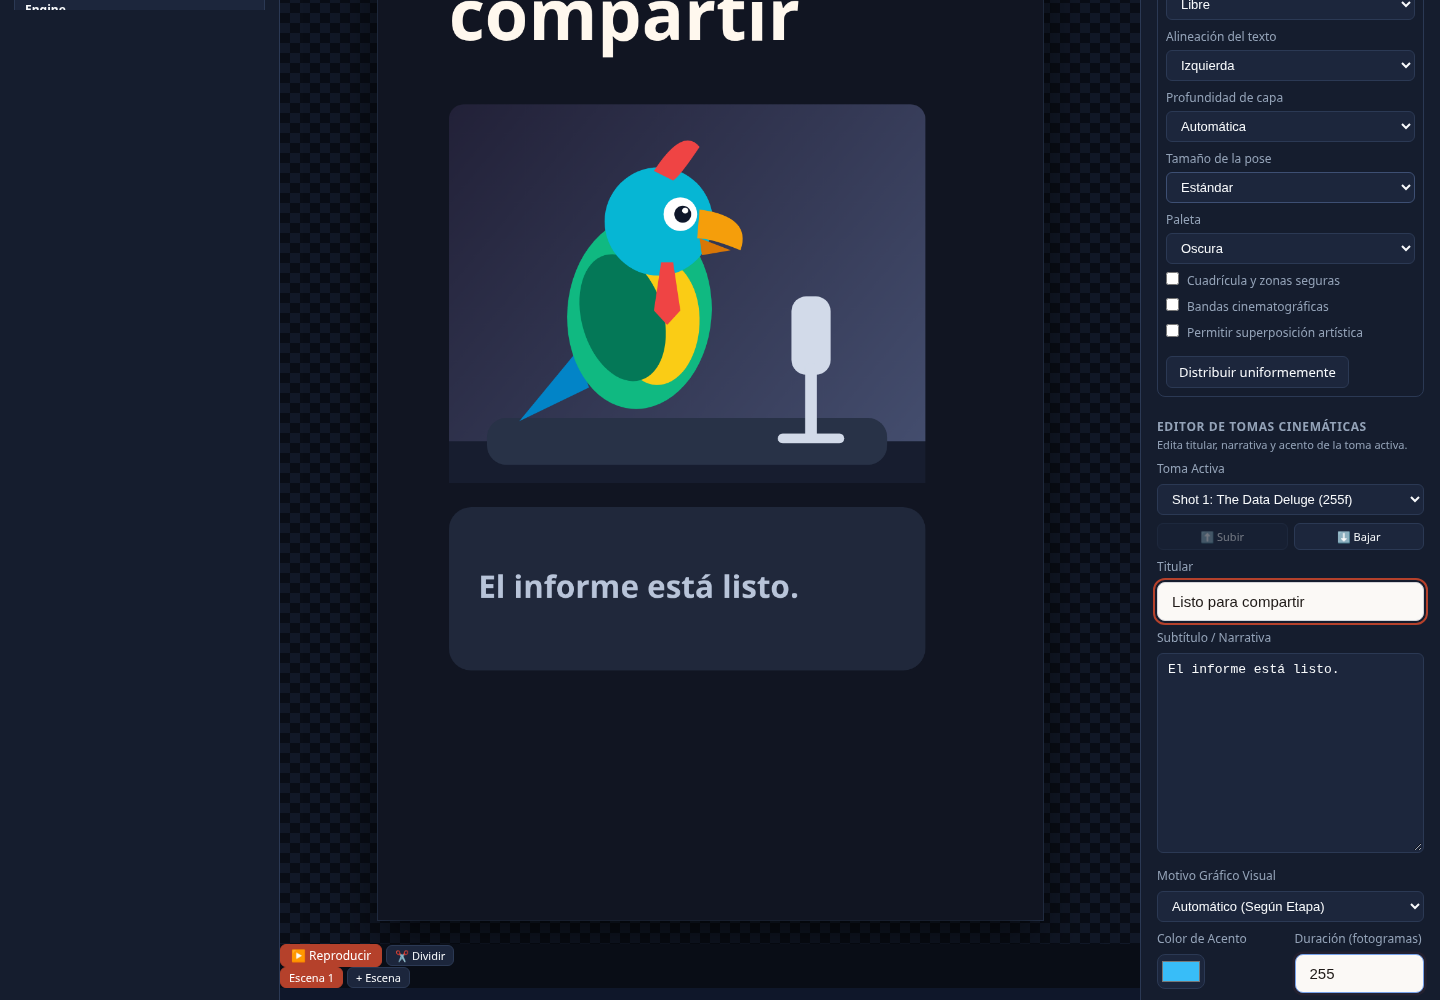 Engine
compartir
El informe está listo.
▶️ Reproducir
✂️ Dividir
Escena 1
+ Escena
Libre
Alineación del texto
Izquierda
Profundidad de capa
Automática
Tamaño de la pose
Estándar
Paleta
Oscura
Cuadrícula y zonas seguras
Bandas cinematográficas
Permitir superposición artística
Distribuir uniformemente
EDITOR DE TOMAS CINEMÁTICAS
Edita titular, narrativa y acento de la toma activa.
Toma Activa
Shot 1: The Data Deluge (255f)
⬆️ Subir
⬇️ Bajar
Titular
Listo para compartir
Subtítulo / Narrativa
El informe está listo.
Motivo Gráfico Visual
Automático (Según Etapa)
Color de Acento
Duración (fotogramas)
255